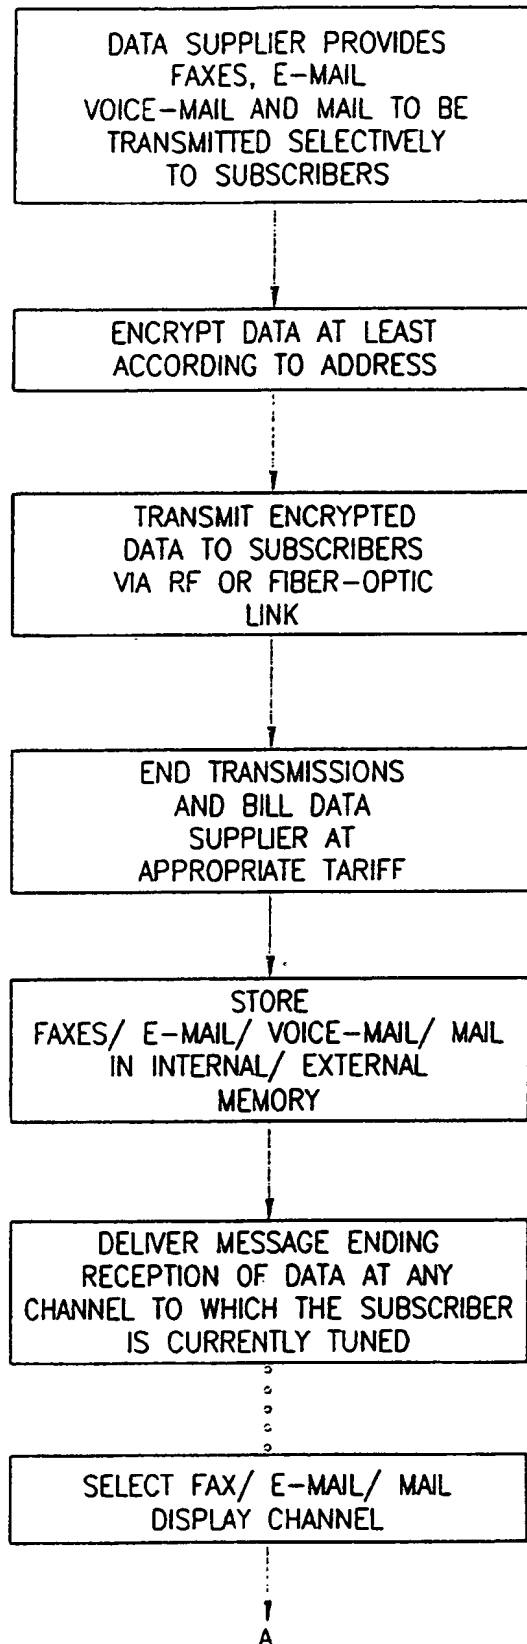 DATA SUPPLIER PROVIDES
FAXES, E-MAIL
VOICE-MAIL AND MAIL TO BE
TRANSMITTED SELECTIVELY
TO SUBSCRIBERS
ENCRYPT DATA AT LEAST
ACCORDING TO ADDRESS
TRANSMIT ENCRYPTED
DATA TO SUBSCRIBERS
VIA RF OR FIBER-OPTIC
LINK
END TRANSMISSIONS
AND BILL DATA
SUPPLIER AT
APPROPRIATE TARIFF
STORE
FAXES/ E-MAIL/ VOICE-MAIL/ MAIL
IN INTERNAL/ EXTERNAL
MEMORY
DELIVER MESSAGE ENDING
RECEPTION OF DATA AT ANY
CHANNEL TO WHICH THE SUBSCRIBER
IS CURRENTLY TUNED
SELECT FAX/ E-MAIL/ MAIL
DISPLAY CHANNEL
A